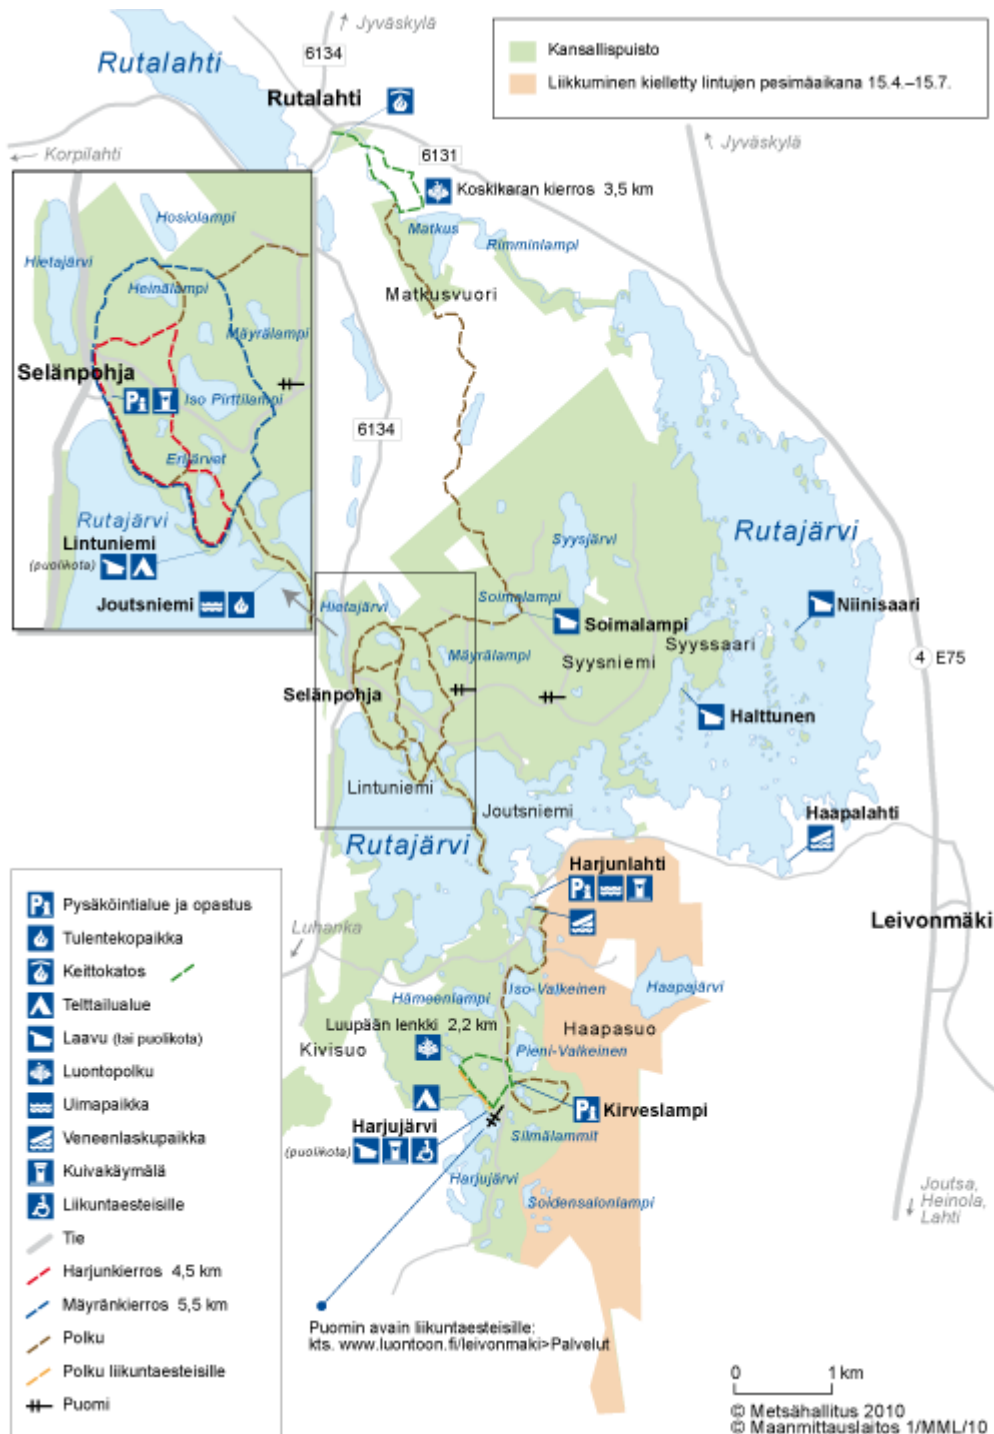 Jyväskylä
6134
Rutalahti
Rutalahti
Kansallispuisto
Liikkuminen kielletty lintujen pesimäaikana 15.4.–15.7.
Korpilahti
6131
Jyväskylä
Koskikaran kierros 3,5 km
Matkus
Rimminlampi
Matkusvuori
Hosiolampi
Hietajärvi
Heinälampi
Mäyrälampi
Selänpohja
Iso Pirttilampi
Erijärvet
Rutajärvi
Lintuniemi
(puolikota)
Joutsniemi
6134
Rutajärvi
Syysjärvi
Hietajärvi
Soimalampi
Soimalampi
Niinisaari
Syyssaari
Mäyrälampi
Syysniemi
4 E75
Selänpohja
Halttunen
Lintuniemi
Joutsniemi
Haapalahti
Rutajärvi
Harjunlahti
Leivonmäki
Luhanka
Hämeenlampi
Iso-Valkeinen
Haapajärvi
Luupään lenkki 2,2 km
Haapasuo
Kivisuo
Pieni-Valkeinen
Kirveslampi
Harjujärvi
(puolikota)
Silmälammit
Harjujärvi
Soidensalonlampi
Joutsa,
Heinola,
Lahti
Pysäköintialue ja opastus
Tulentekopaikka
Keittokatos
Telttailualue
Laavu (tai puolikota)
Luontopolku
Uimapaikka
Veneenlaskupaikka
Kuivakäymälä
Liikuntaesteisille
Tie
Harjunkierros 4,5 km
Mäyränkierros 5,5 km
Polku
Polku liikuntaesteisille
Puomi
Puomin avain liikuntaesteisille:
kts. www.luontoon.fi/leivonmaki>Palvelut
0 1 km
© Metsähallitus 2010
© Maanmittauslaitos 1/MML/10